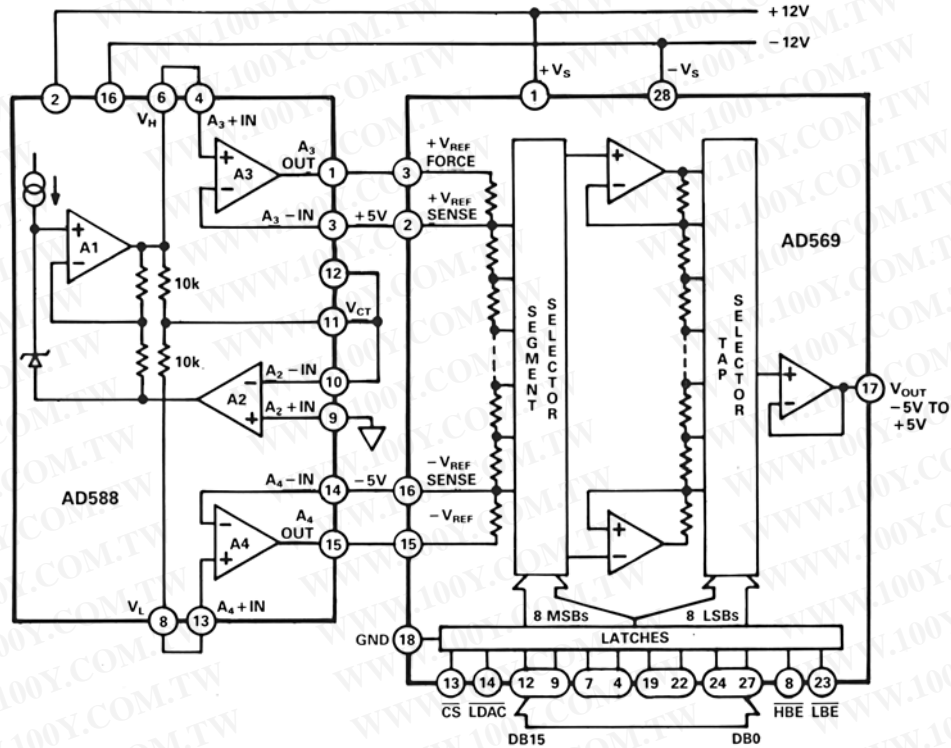 +12V
−12V
+VS
−VS
2
16
6
4
1
28
VH
A3 +IN
A3
OUT
+VREF
FORCE
A3
1
3
+VREF
SENSE
A3 −IN
3
+5V
2
AD569
A1
10k
12
VCT
11
SEGMENT
SELECTOR
TAP
SELECTOR
10k
A2 −IN
10
A2
A2 +IN
9
17
VOUT
−5V TO
+5V
−VREF
SENSE
A4 −IN
14
−5V
16
AD588
A4
OUT
−VREF
A4
15
15
VL
A4 +IN
8
13
8 MSBs
8 LSBs
GND
18
LATCHES
13
14
12
9
7
4
19
22
24
27
8
23
CS
LDAC
HBE
LBE
DB15
DB0
WWW.100Y.COM.TW